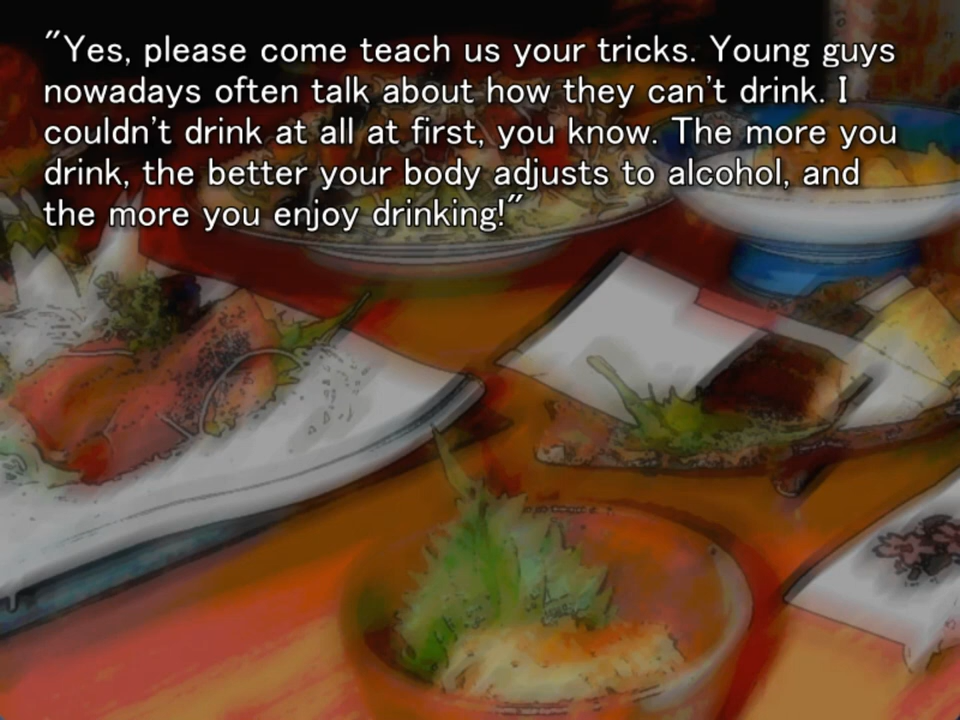 "Yes, please come teach us your tricks. Young guys
nowadays often talk about how they can't drink. I
couldn't drink at all at first, you know. The more you
drink, the better your body adjusts to alcohol, and
the more you enjoy drinking!"